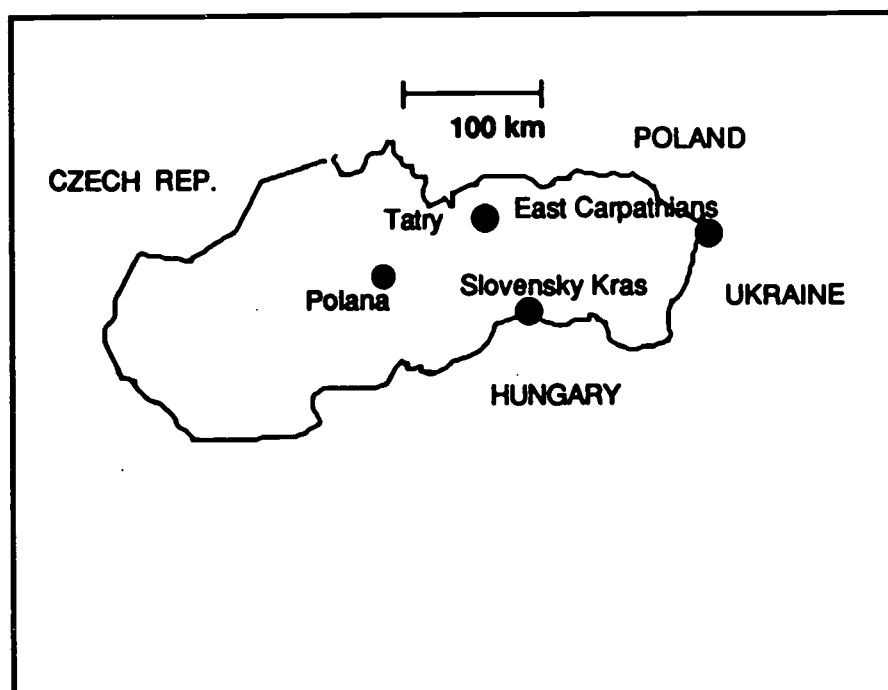 100 km
POLAND
CZECH REP.
Tatry
East Carpathians
Polana
Slovensky Kras
UKRAINE
HUNGARY